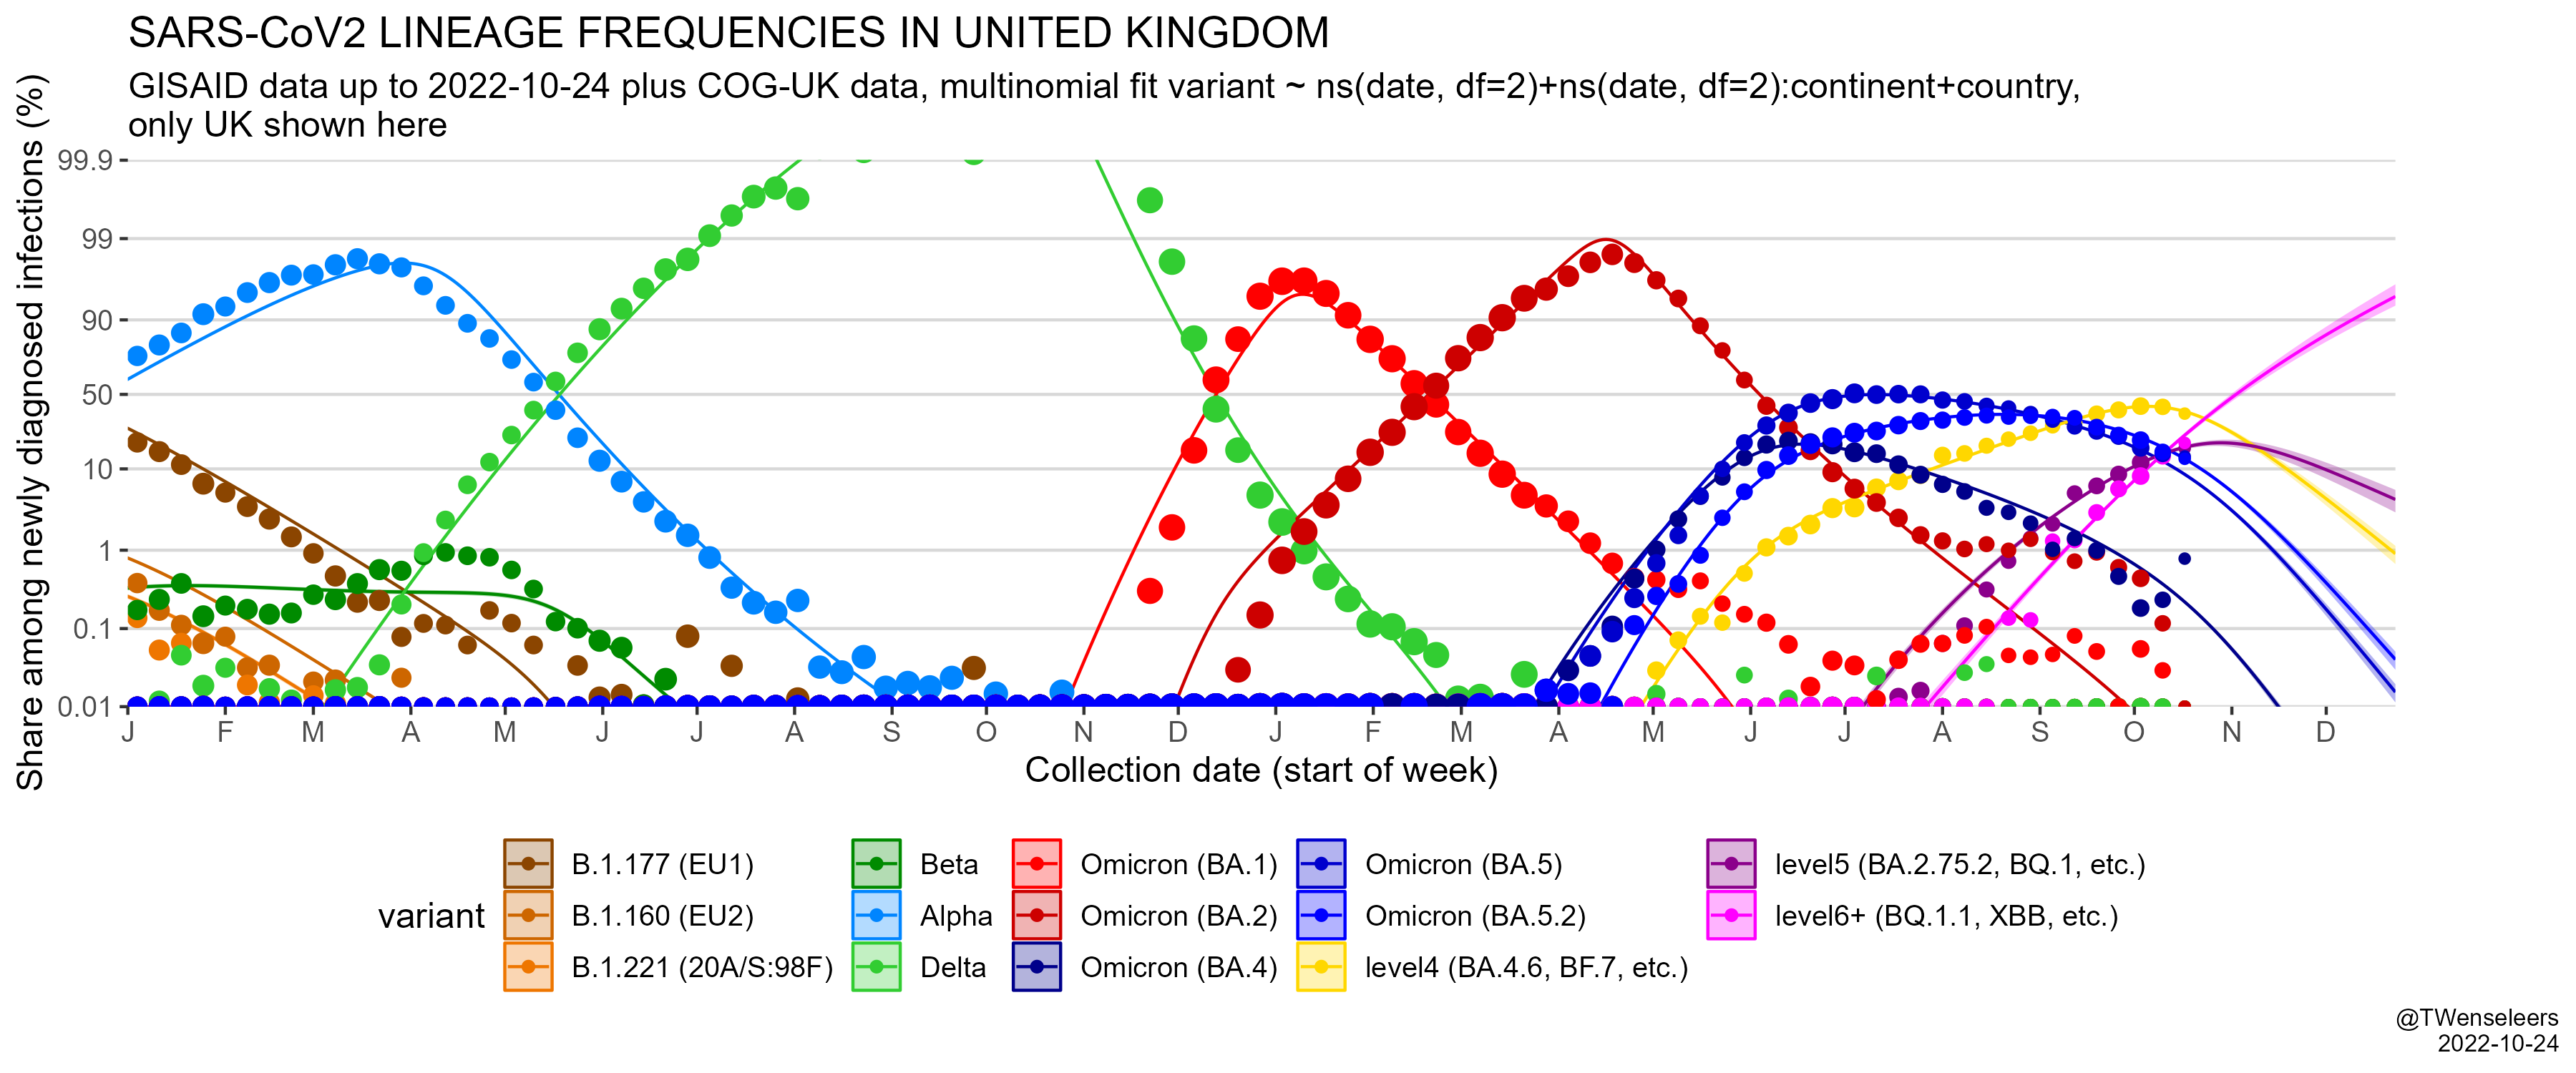 SARS-CoV2 LINEAGE FREQUENCIES IN UNITED KINGDOM
GISAID data up to 2022-10-24 plus COG-UK data, multinomial fit variant ~ ns(date, df=2)+ns(date, df=2):continent+country,
only UK shown here
Share among newly diagnosed infections (%)
99.9
99
90
50
10
1
0.1
0.01
J F M A M J J A S O N D J F M A M J J A S O N D
Collection date (start of week)
variant
B.1.177 (EU1)
B.1.160 (EU2)
B.1.221 (20A/S:98F)
Beta
Alpha
Delta
Omicron (BA.1)
Omicron (BA.2)
Omicron (BA.4)
Omicron (BA.5)
Omicron (BA.5.2)
level4 (BA.4.6, BF.7, etc.)
level5 (BA.2.75.2, BQ.1, etc.)
level6+ (BQ.1.1, XBB, etc.)
@TWenseleers
2022-10-24